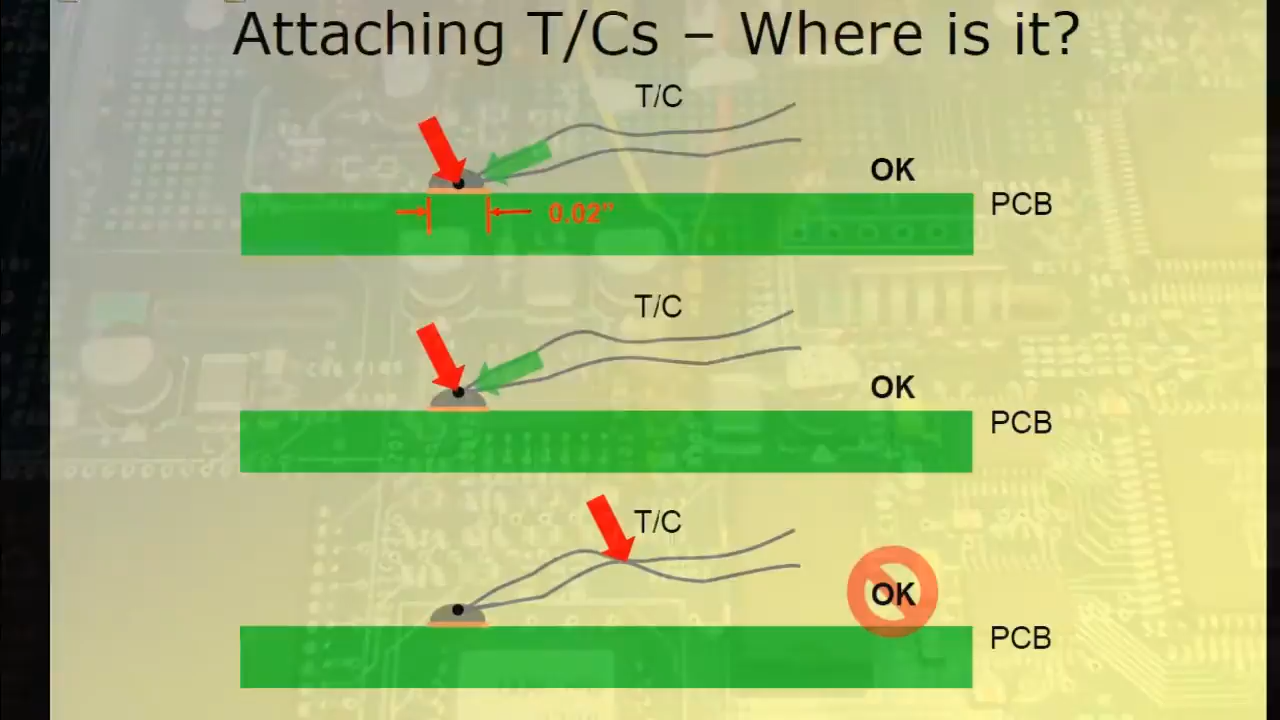 Attaching T/Cs – Where is it?
T/C
OK
PCB
0.02"
T/C
OK
PCB
T/C
OK
PCB